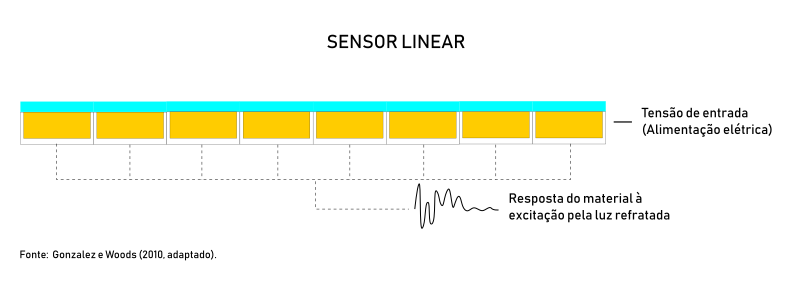 SENSOR LINEAR
Tensão de entrada
(Alimentação elétrica)
Resposta do material à
excitação pela luz refratada
Fonte: Gonzalez e Woods (2010, adaptado).